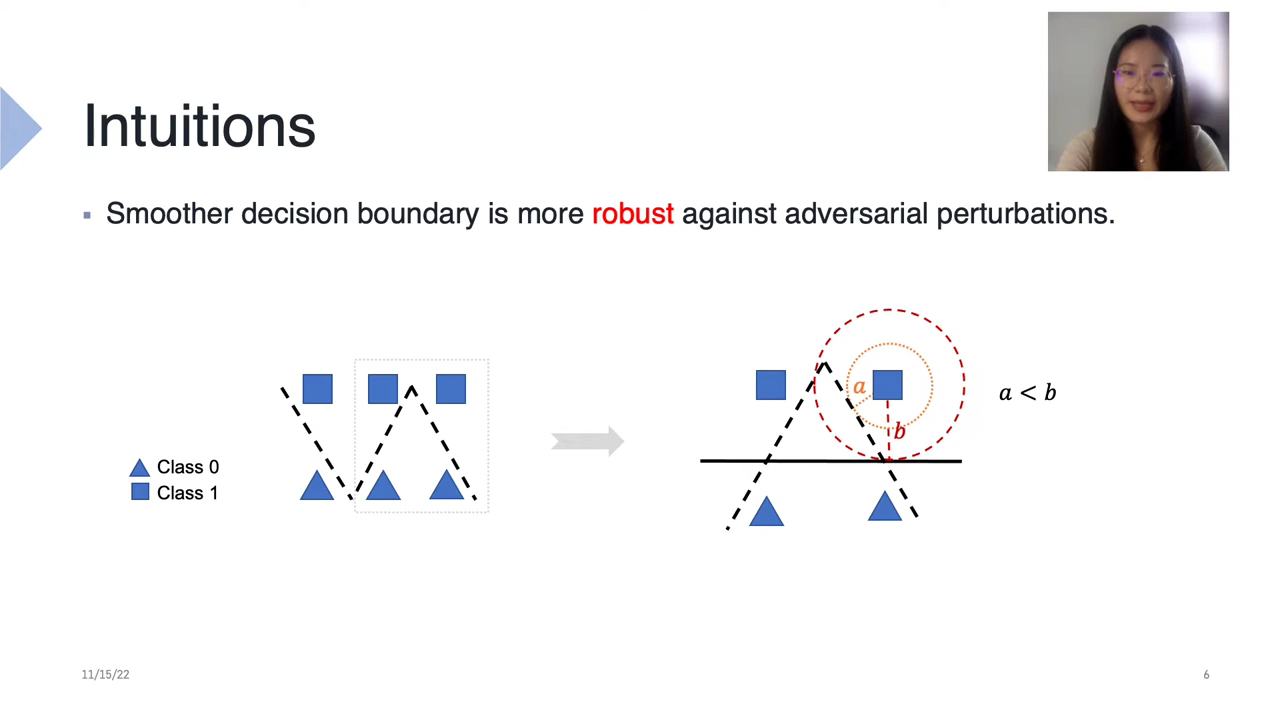 Intuitions
▪ Smoother decision boundary is more robust against adversarial perturbations.
Class 0
Class 1
a
b
a < b
11/15/22
6